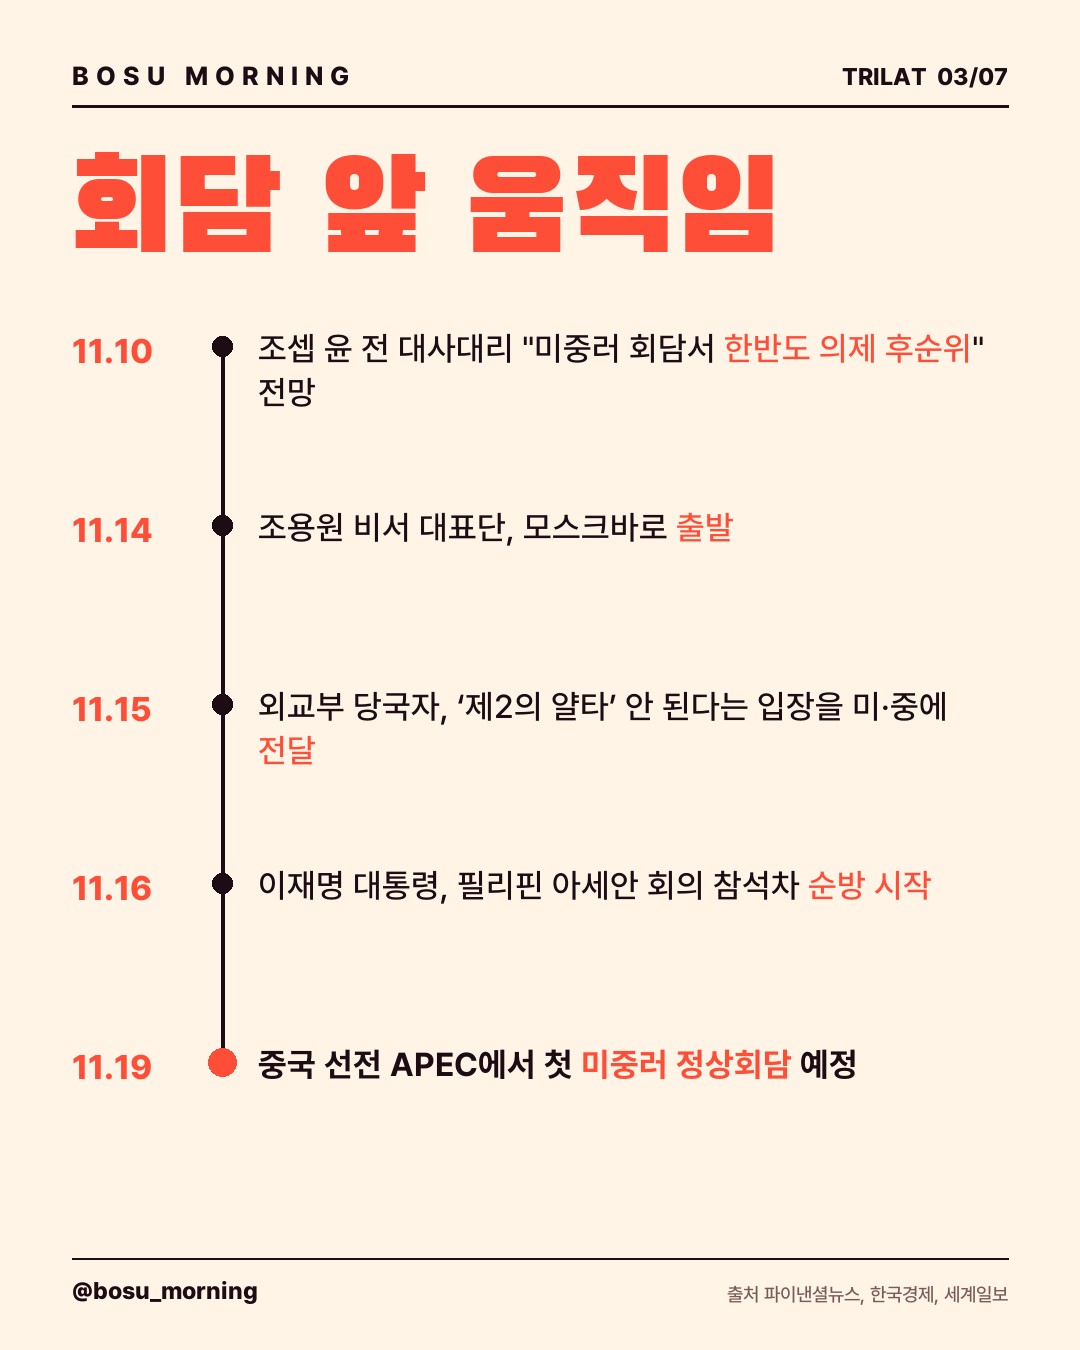 BOSU MORNING
TRILAT 03/07
회담 앞 움직임
11.10
조셉 윤 전 대사대리 "미중러 회담서 한반도 의제 후순위"
전망
11.14
조용원 비서 대표단, 모스크바로 출발
11.15
외교부 당국자, ‘제2의 얄타’ 안 된다는 입장을 미·중에
전달
11.16
이재명 대통령, 필리핀 아세안 회의 참석차 순방 시작
11.19
중국 선전 APEC에서 첫 미중러 정상회담 예정
@bosu_morning
출처 파이낸셜뉴스, 한국경제, 세계일보